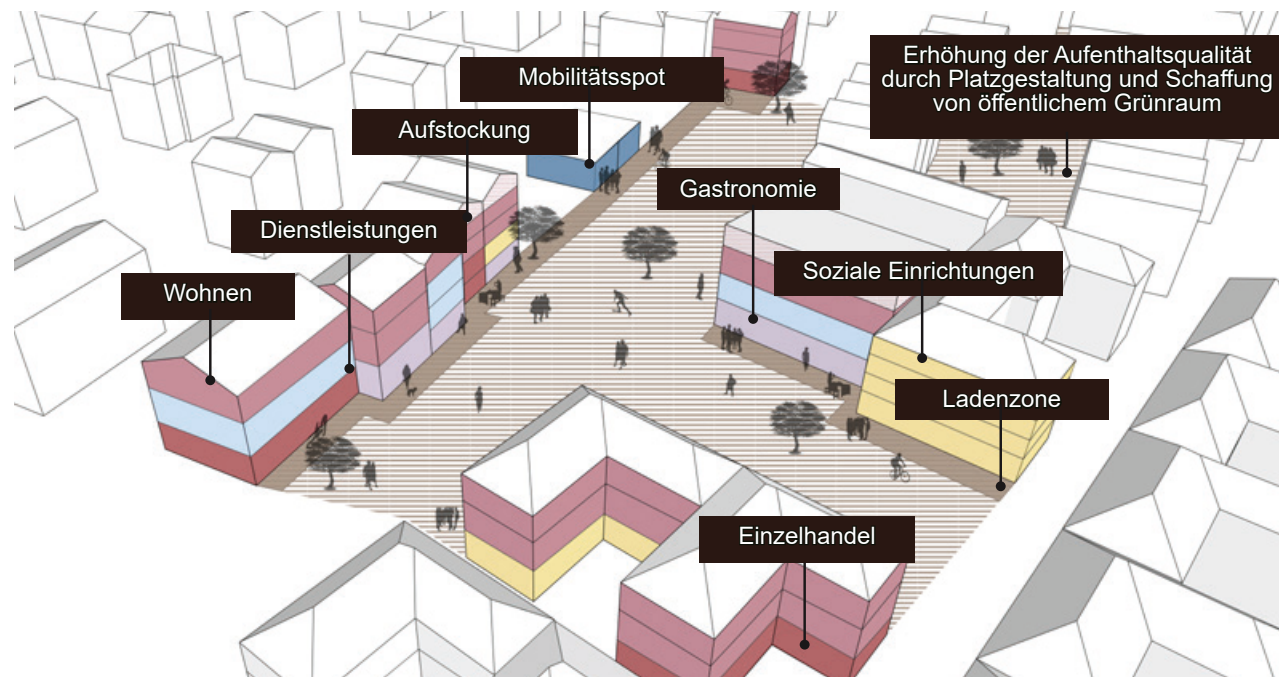 Erhöhung der Aufenthaltsqualität
durch Platzgestaltung und Schaffung
von öffentlichem Grünraum
Mobilitätsspot
Aufstockung
Gastronomie
Dienstleistungen
Soziale Einrichtungen
Wohnen
Ladenzone
Einzelhandel